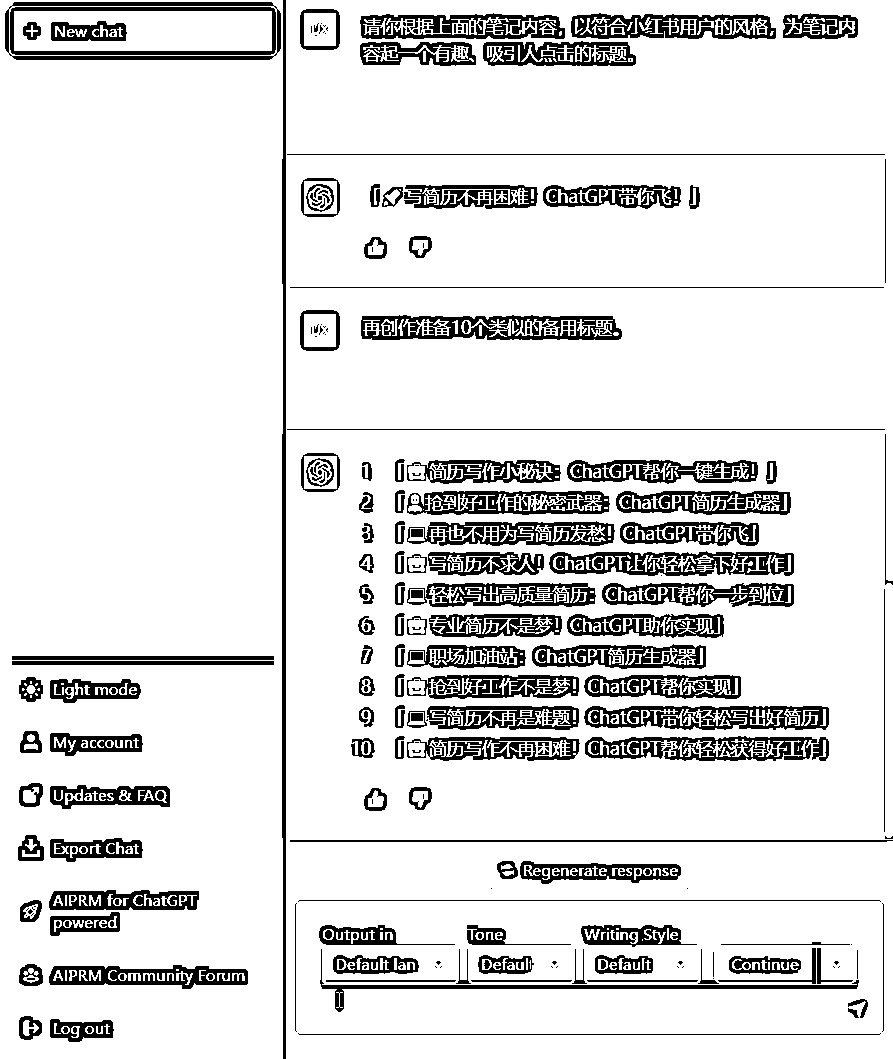 New chat
请你根据上面的笔记内容，以符合小红书用户的风格，为笔记内
容起一个有趣、吸引人点击的标题。
「🚀写简历不再困难！ChatGPT带你飞！」
再创作准备10个类似的备用标题。
1 「💼简历写作小秘诀：ChatGPT帮你一键生成！」
2 「👩‍💼抢到好工作的秘密武器：ChatGPT简历生成器」
3 「💻再也不用为写简历发愁！ChatGPT带你飞」
4 「💼写简历不求人！ChatGPT让你轻松拿下好工作」
5 「💻轻松写出高质量简历：ChatGPT帮你一步到位」
6 「💼专业简历不是梦！ChatGPT助你实现」
7 「💻职场加油站：ChatGPT简历生成器」
8 「💼抢到好工作不是梦！ChatGPT帮你实现」
9 「💻写简历不再是难题！ChatGPT带你轻松写出好简历」
10 「💼简历写作不再困难！ChatGPT帮你轻松获得好工作」
Light mode
My account
Updates & FAQ
Export Chat
AIPRM for ChatGPT
powered
AIPRM Community Forum
Log out
Regenerate response
Output in
Tone
Writing Style
Default lan
Defaul
Default
Continue